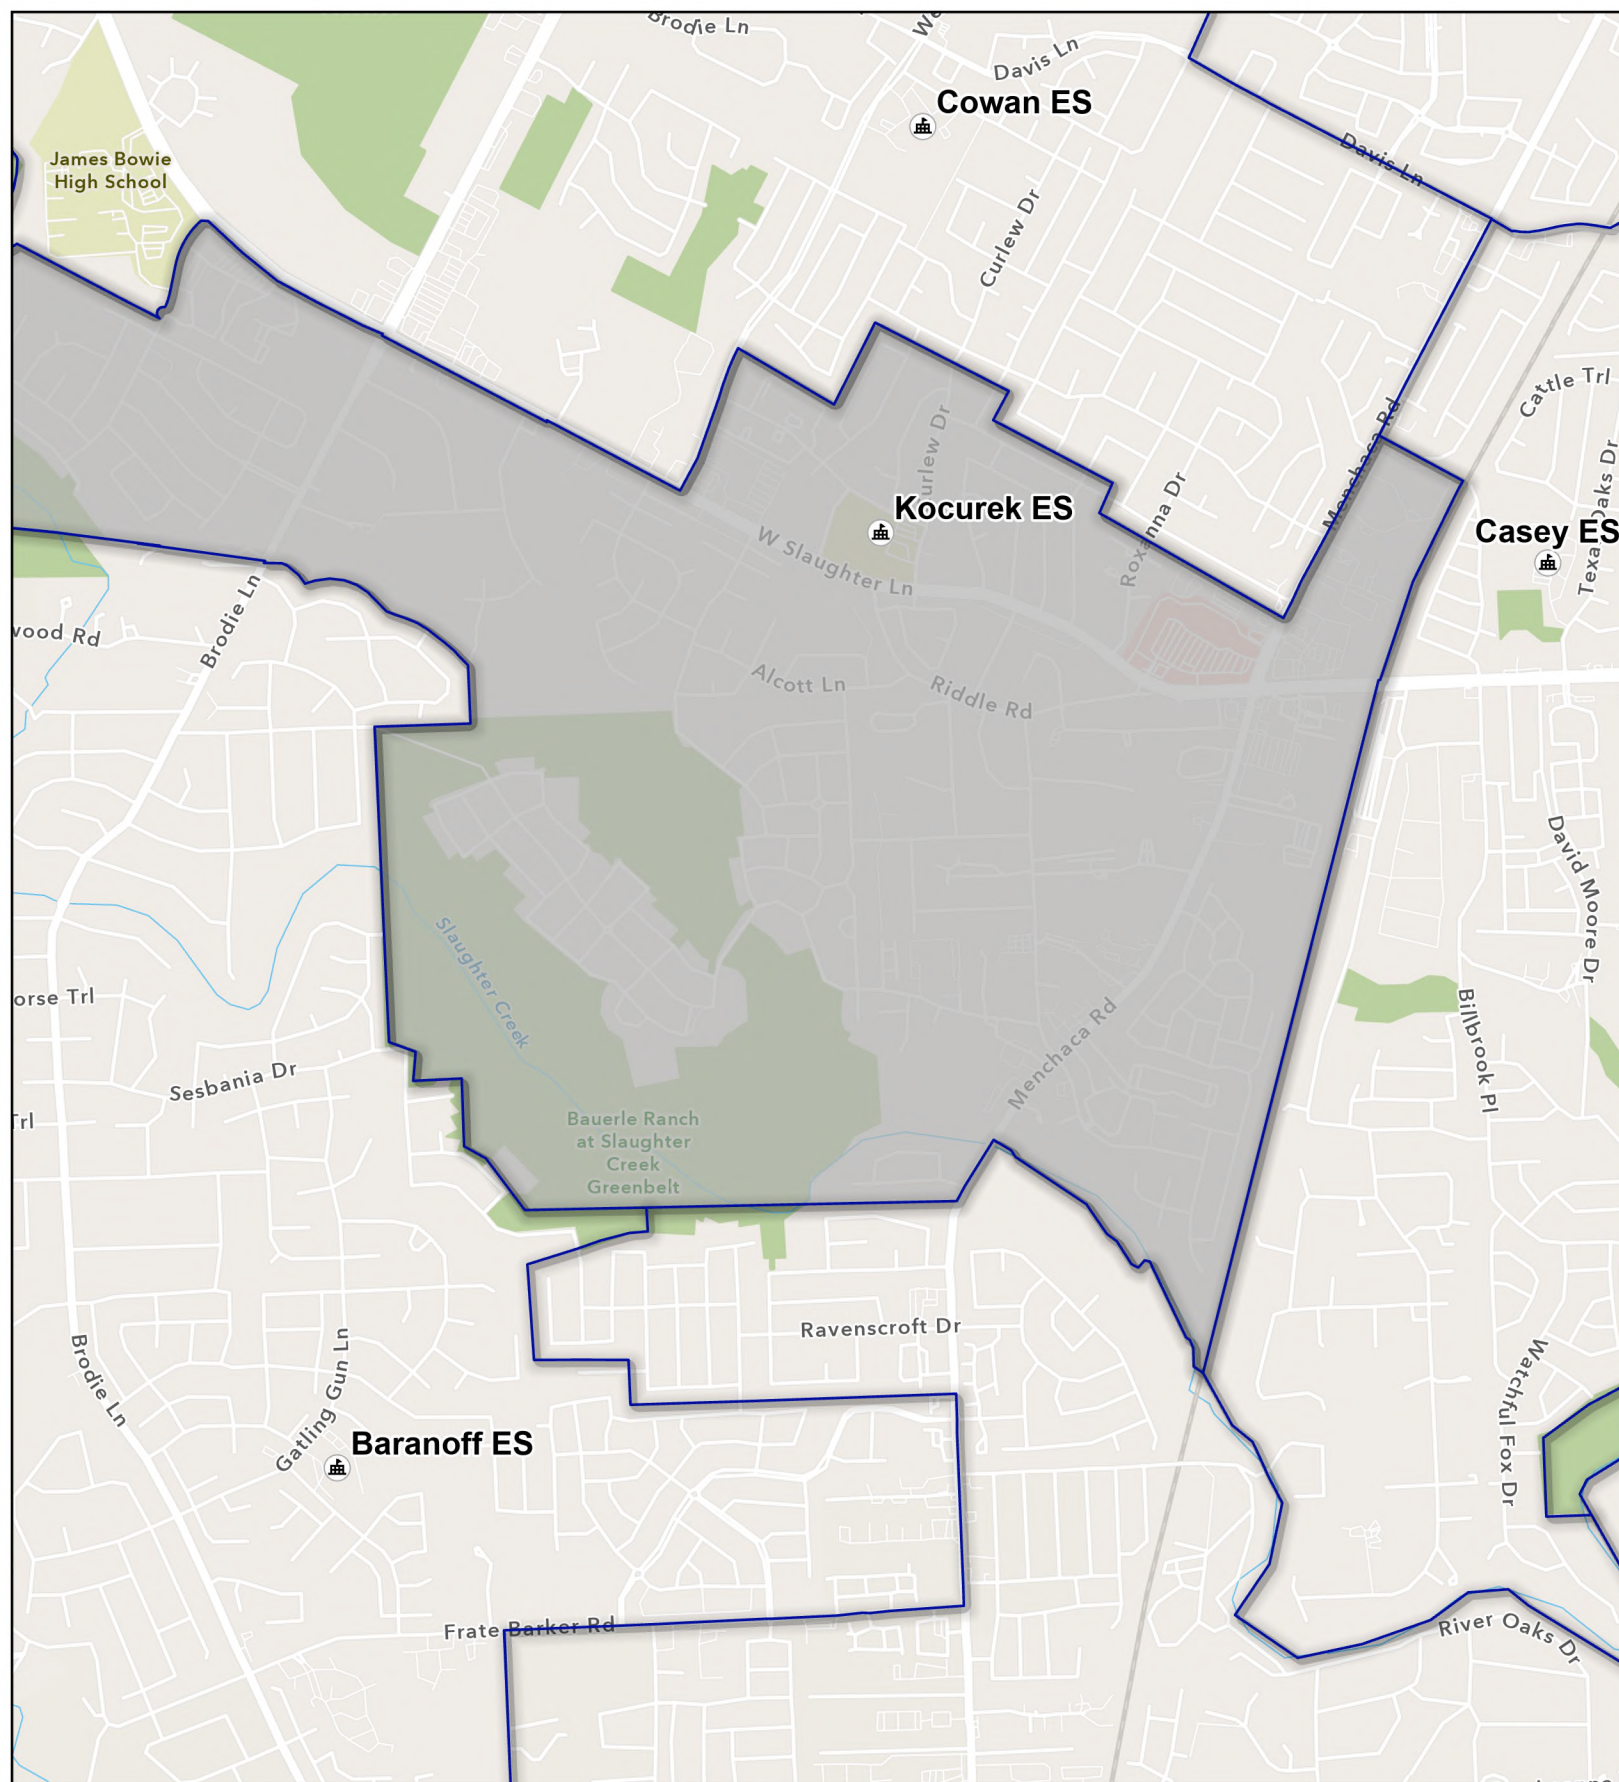 Brodie Ln
Davis Ln
Cowan ES
James Bowie
High School
Davis Ln
Curlew Dr
Cattle Trl
Menchaca Rd
Curlew Dr
Kocurek ES
Roxanna Dr
Casey ES
W Slaughter Ln
Brodie Ln
wood Rd
Alcott Ln
Riddle Rd
David Moore Dr
Slaughter Creek
orse Trl
Billbrook Pl
Menchaca Rd
Sesbania Dr
Trl
Bauerle Ranch
at Slaughter
Creek
Greenbelt
Ravenscroft Dr
Brodie Ln
Gatling Gun Ln
Watchful Fox Dr
Baranoff ES
Frate Barker Rd
River Oaks Dr